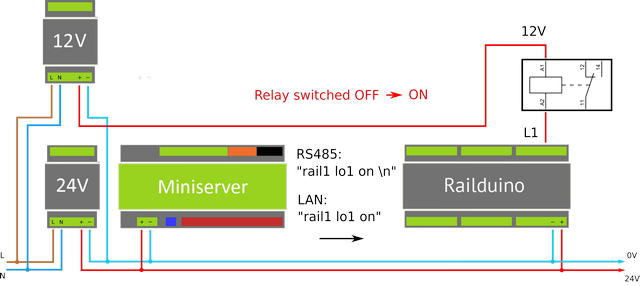 12V
L N + −
12V
A1 12 14
A2 11
Relay switched OFF → ON
L1
24V
L N + −
Miniserver
+ −
RS485:
"rail1 lo1 on \n"
LAN:
"rail1 lo1 on"
Railduino
− +
L
N
0V
24V